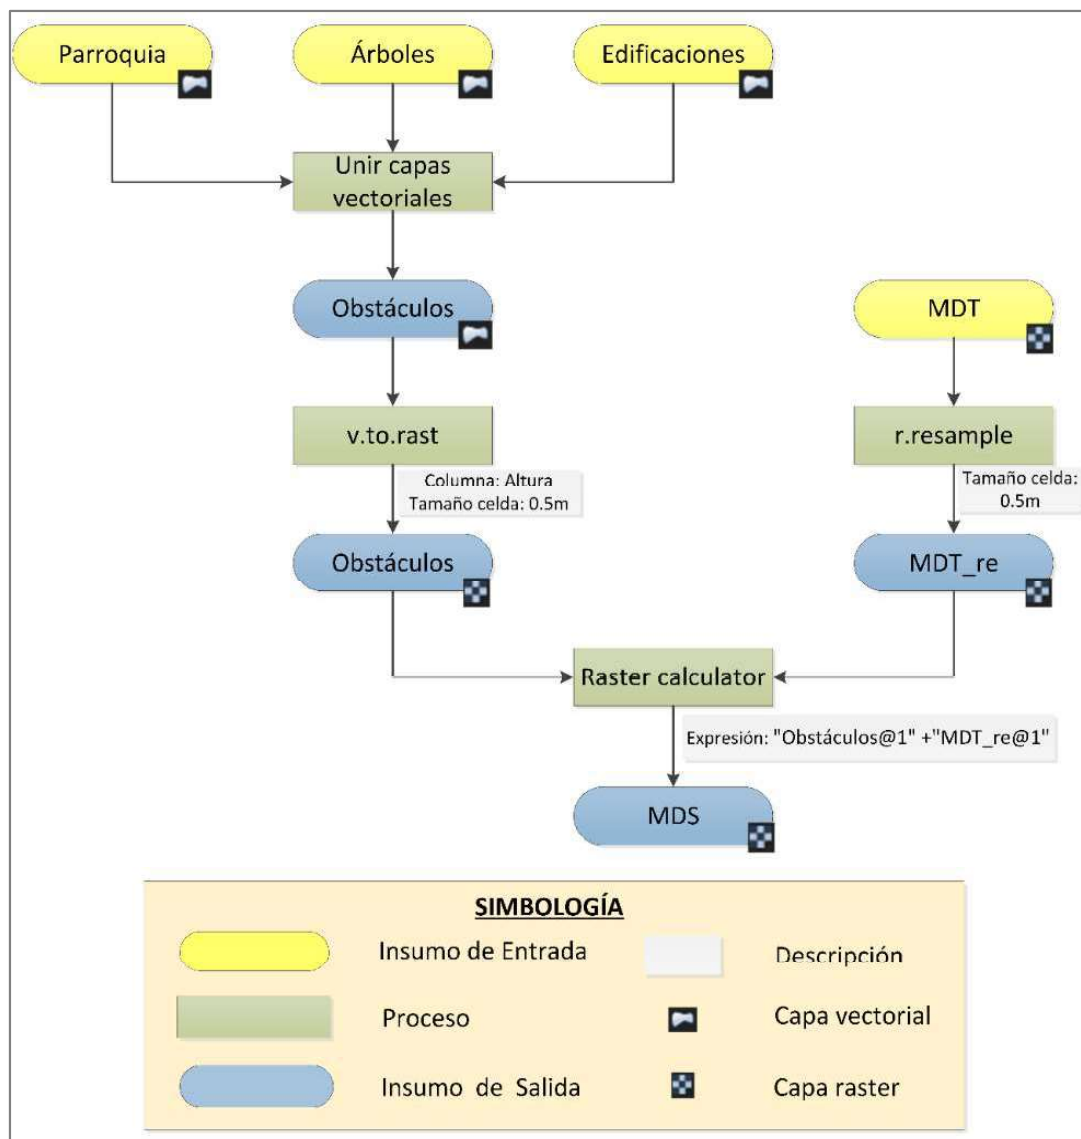 Parroquia
Árboles
Edificaciones
Unir capas
vectoriales
Obstáculos
MDT
v.to.rast
r.resample
Columna: Altura
Tamaño celda: 0.5m
Tamaño celda:
0.5m
Obstáculos
MDT_re
Raster calculator
Expresión: "Obstáculos@1" +"MDT_re@1"
MDS
SIMBOLOGÍA
Insumo de Entrada
Descripción
Proceso
Capa vectorial
Insumo de Salida
Capa raster